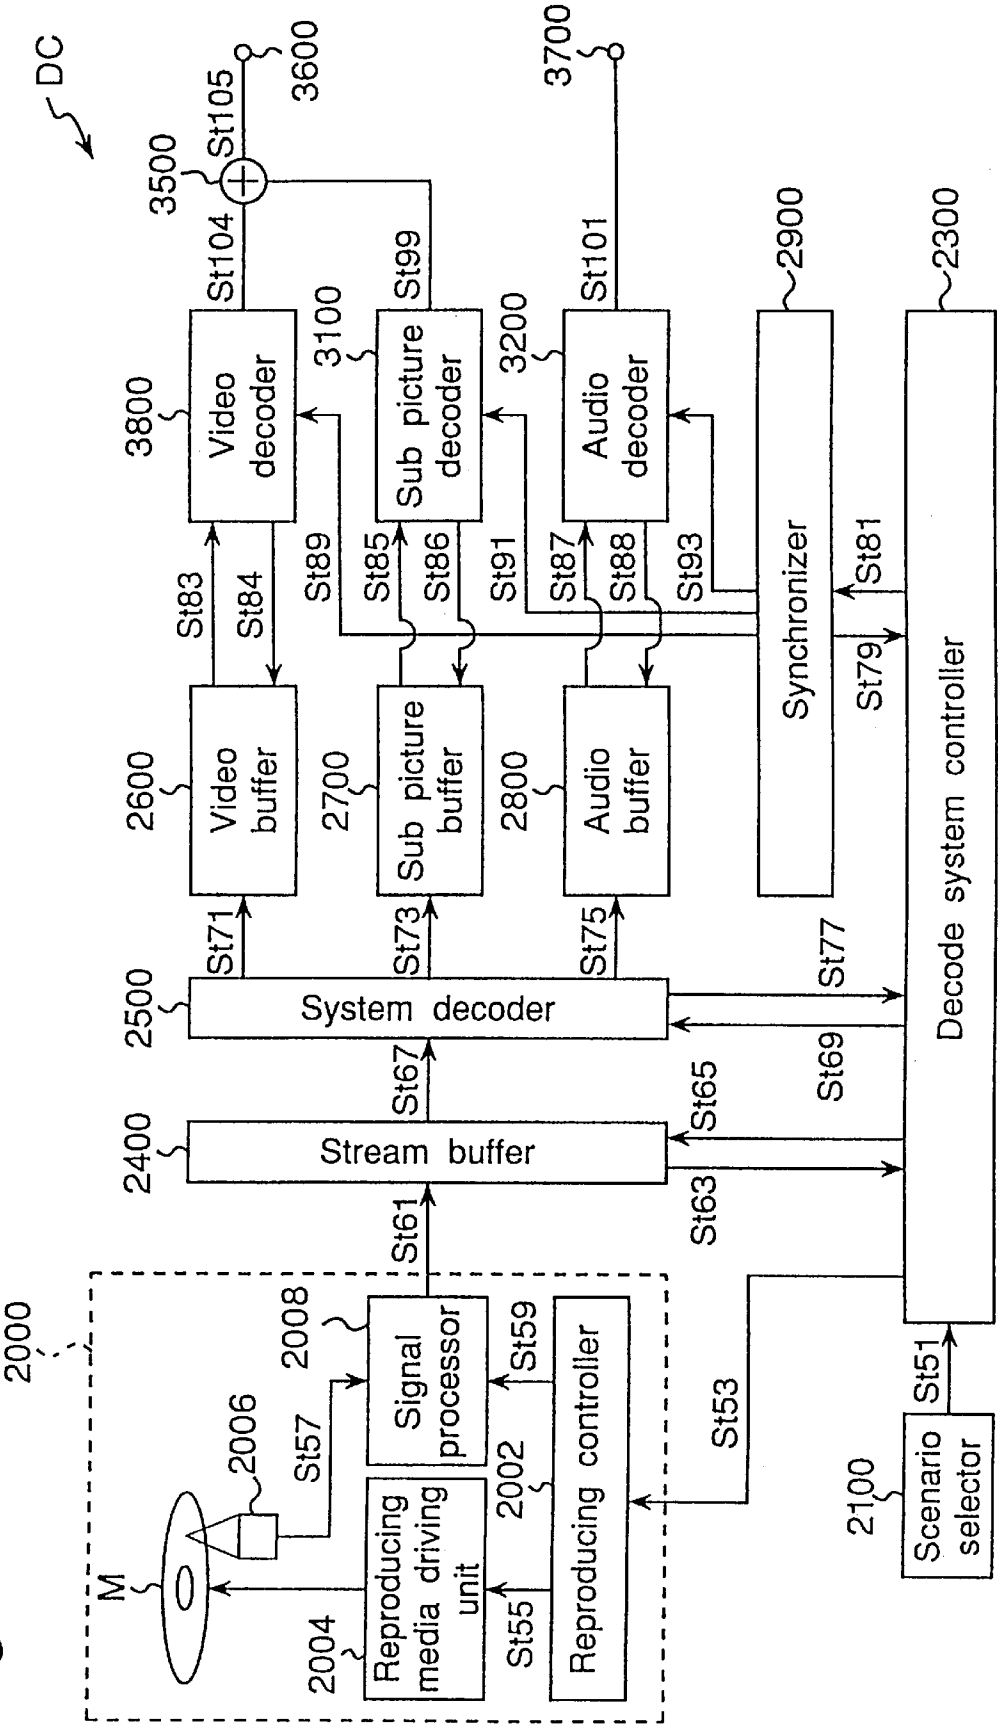 DC
2000
M
2006
St57
2004
Reproducing
media driving
unit
2008
Signal
processor
St55
St59
2002
Reproducing controller
St53
2100
Scenario
selector
St51
St61
2400
Stream buffer
St63
St65
St67
2500
System decoder
St69
St77
St71
St73
St75
2600
Video
buffer
2700
Sub picture
buffer
2800
Audio
buffer
St83
St84
St89
St85
St86
St91
St87
St88
St93
3800
Video
decoder
3100
Sub picture
decoder
3200
Audio
decoder
St104
3500
St105
3600
St99
St101
3700
Synchronizer
2900
St79
St81
Decode system controller
2300